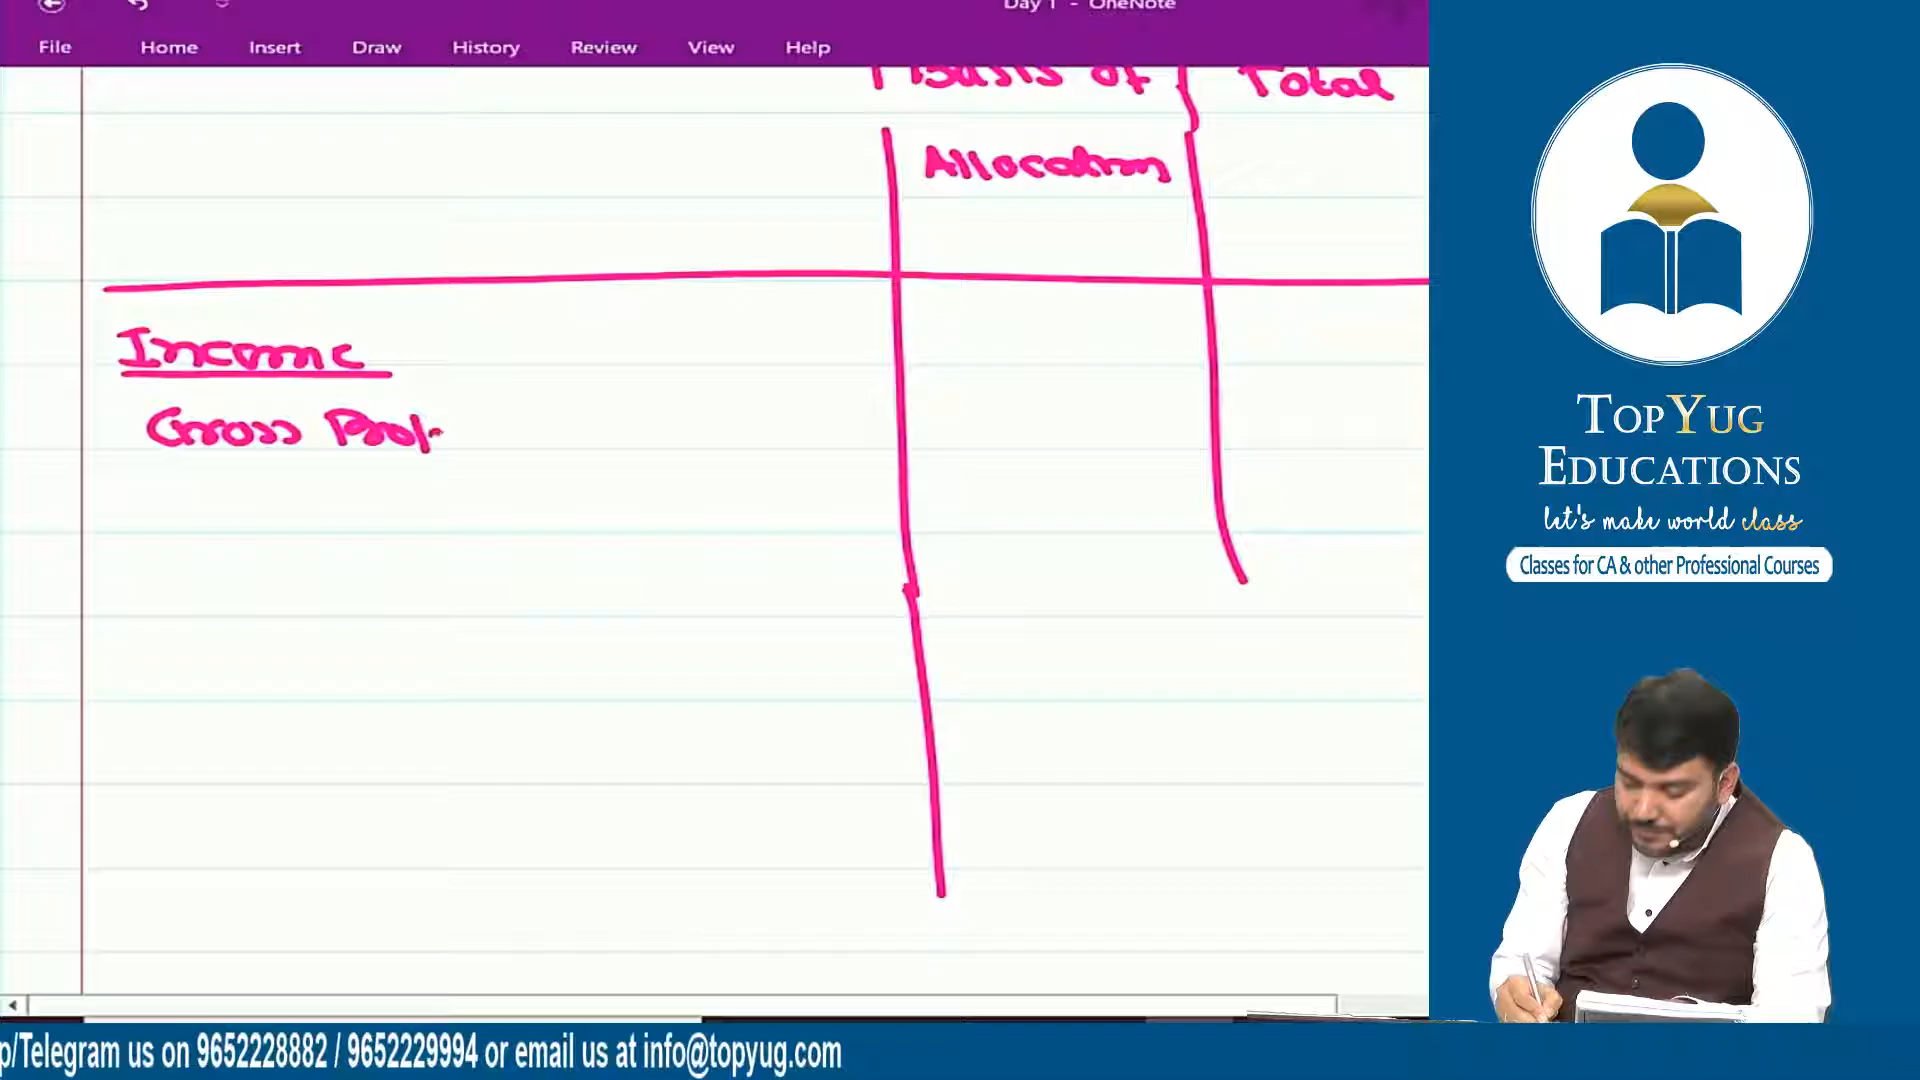 Day 1 - OneNote
File Home Insert Draw History Review View Help
Basis of Total
Allocation
Income
Gross Prof
TOPYUG
EDUCATIONS
let's make world class
Classes for CA & other Professional Courses
p/Telegram us on 9652228882 / 9652229994 or email us at info@topyug.com